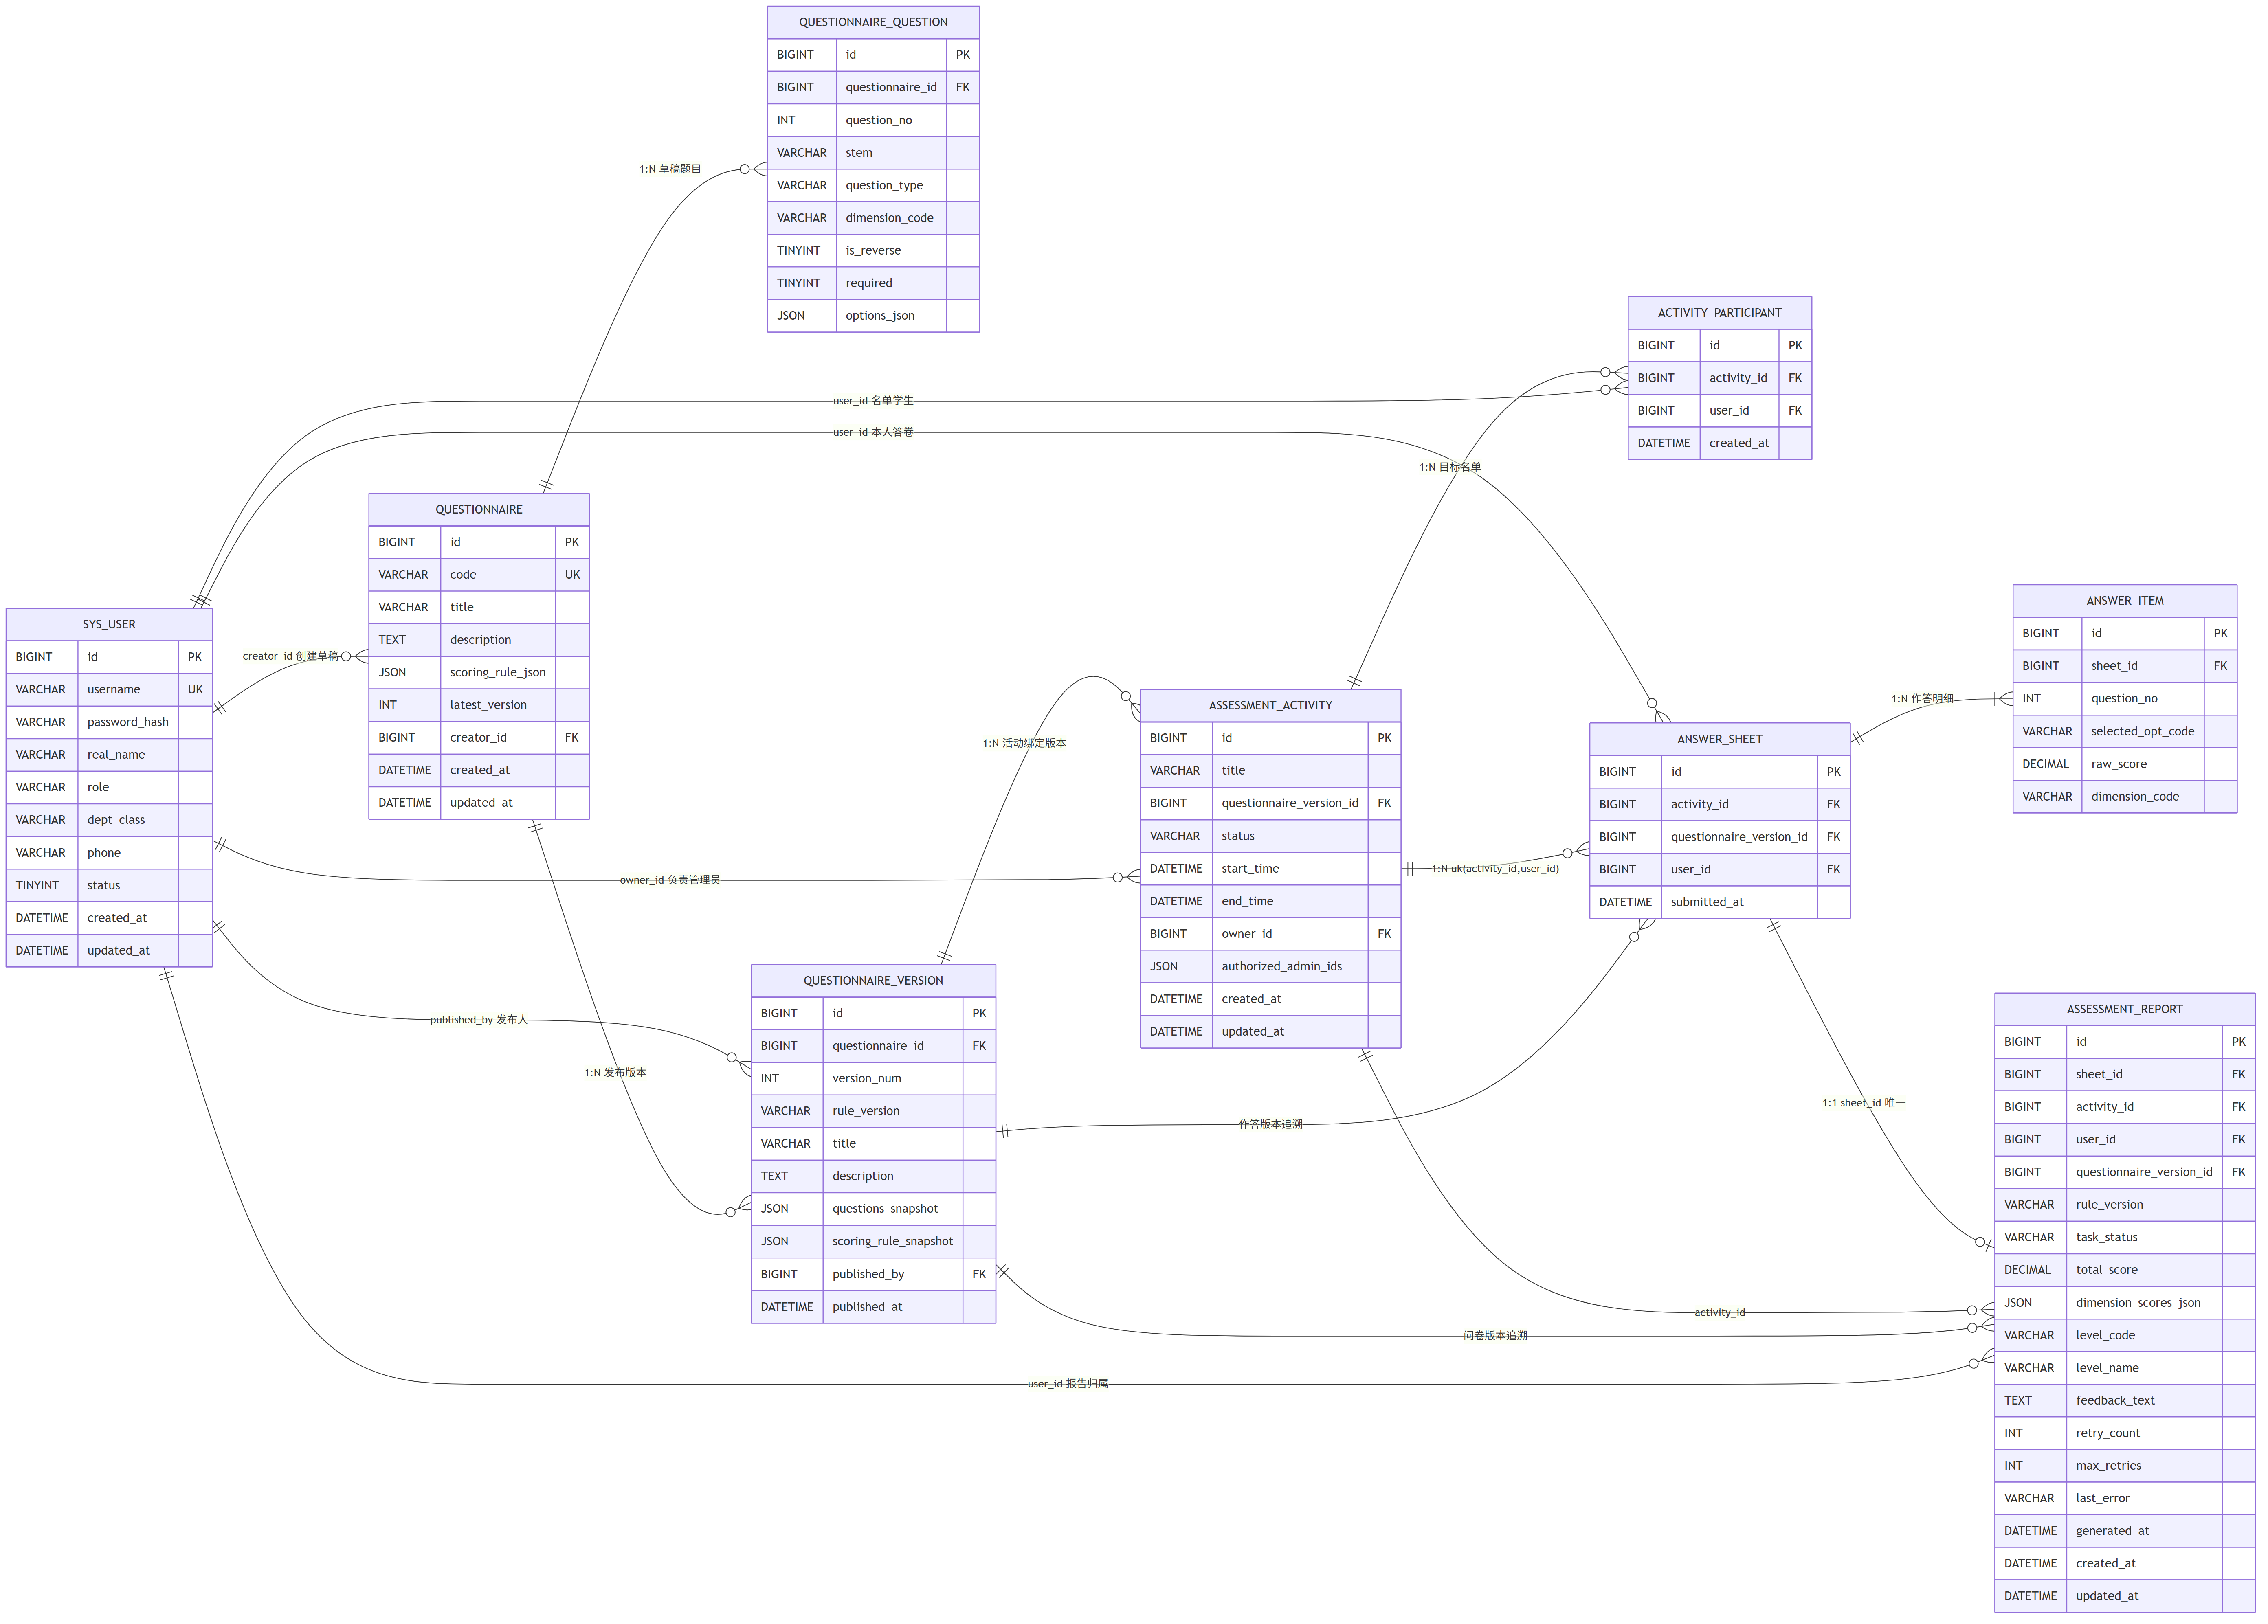 QUESTIONNAIRE_QUESTION
BIGINT id PK
BIGINT questionnaire_id FK
INT question_no
VARCHAR stem
VARCHAR question_type
VARCHAR dimension_code
TINYINT is_reverse
TINYINT required
JSON options_json
1:N 草稿题目
ACTIVITY_PARTICIPANT
BIGINT id PK
BIGINT activity_id FK
BIGINT user_id FK
DATETIME created_at
user_id 名单学生
user_id 本人答卷
1:N 目标名单
QUESTIONNAIRE
BIGINT id PK
VARCHAR code UK
VARCHAR title
TEXT description
JSON scoring_rule_json
INT latest_version
BIGINT creator_id FK
DATETIME created_at
DATETIME updated_at
SYS_USER
BIGINT id PK
VARCHAR username UK
VARCHAR password_hash
VARCHAR real_name
VARCHAR role
VARCHAR dept_class
VARCHAR phone
TINYINT status
DATETIME created_at
DATETIME updated_at
creator_id 创建草稿
ANSWER_ITEM
BIGINT id PK
BIGINT sheet_id FK
INT question_no
VARCHAR selected_opt_code
DECIMAL raw_score
VARCHAR dimension_code
1:N 作答明细
1:N 活动绑定版本
ASSESSMENT_ACTIVITY
BIGINT id PK
VARCHAR title
BIGINT questionnaire_version_id FK
VARCHAR status
DATETIME start_time
DATETIME end_time
BIGINT owner_id FK
JSON authorized_admin_ids
DATETIME created_at
DATETIME updated_at
ANSWER_SHEET
BIGINT id PK
BIGINT activity_id FK
BIGINT questionnaire_version_id FK
BIGINT user_id FK
DATETIME submitted_at
1:N uk(activity_id,user_id)
owner_id 负责管理员
QUESTIONNAIRE_VERSION
BIGINT id PK
BIGINT questionnaire_id FK
INT version_num
VARCHAR rule_version
VARCHAR title
TEXT description
JSON questions_snapshot
JSON scoring_rule_snapshot
BIGINT published_by FK
DATETIME published_at
published_by 发布人
1:N 发布版本
作答版本追溯
1:1 sheet_id 唯一
ASSESSMENT_REPORT
BIGINT id PK
BIGINT sheet_id FK
BIGINT activity_id FK
BIGINT user_id FK
BIGINT questionnaire_version_id FK
VARCHAR rule_version
VARCHAR task_status
DECIMAL total_score
JSON dimension_scores_json
VARCHAR level_code
VARCHAR level_name
TEXT feedback_text
INT retry_count
INT max_retries
VARCHAR last_error
DATETIME generated_at
DATETIME created_at
DATETIME updated_at
activity_id
问卷版本追溯
user_id 报告归属